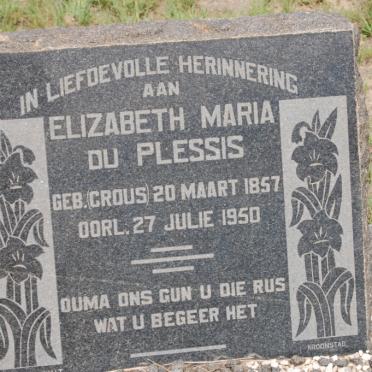 IN LIEFDEVOLLE HERINNERING
AAN
ELIZABETH MARIA
DU PLESSIS
GEB.(CROUS) 20 MAART 1857
OORL. 27 JULIE 1950
OUMA ONS GUN U DIE RUS
WAT U BEGEER HET
KROONSTAD